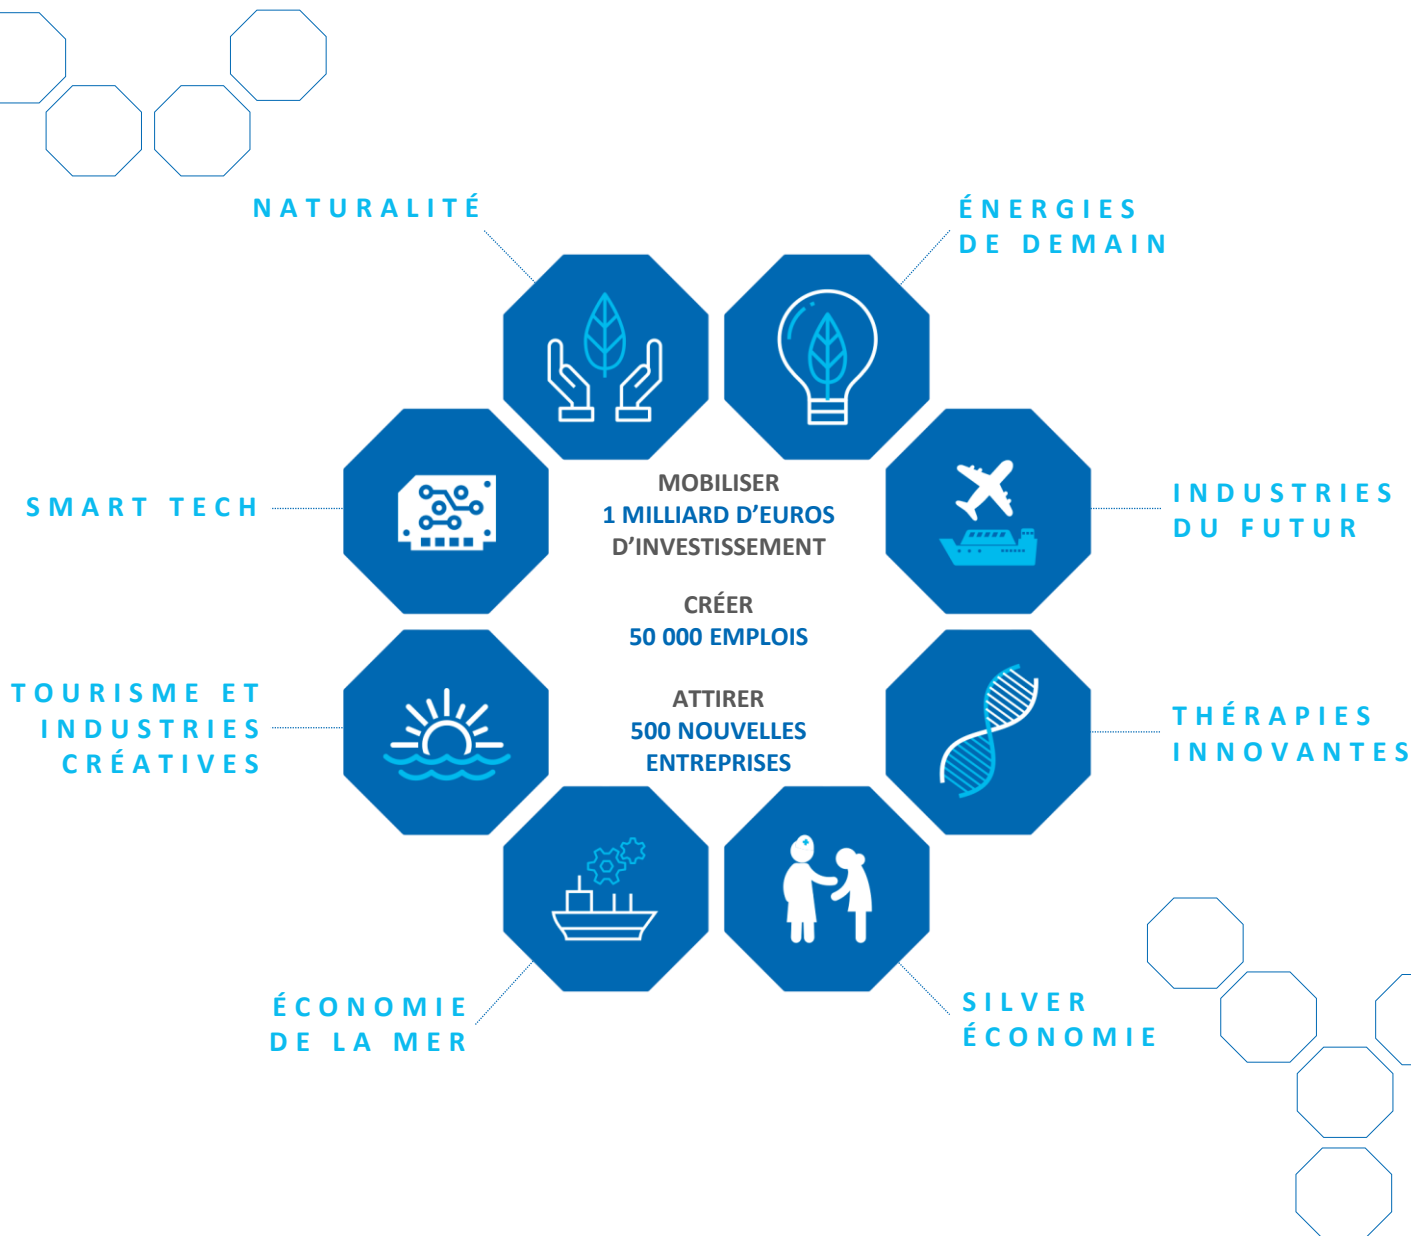 NATURALITÉ
ÉNERGIES
DE DEMAIN
SMART TECH
MOBILISER
1 MILLIARD D’EUROS
D’INVESTISSEMENT
CRÉER
50 000 EMPLOIS
ATTIRER
500 NOUVELLES
ENTREPRISES
INDUSTRIES
DU FUTUR
TOURISME ET
INDUSTRIES
CRÉATIVES
THÉRAPIES
INNOVANTES
ÉCONOMIE
DE LA MER
SILVER
ÉCONOMIE